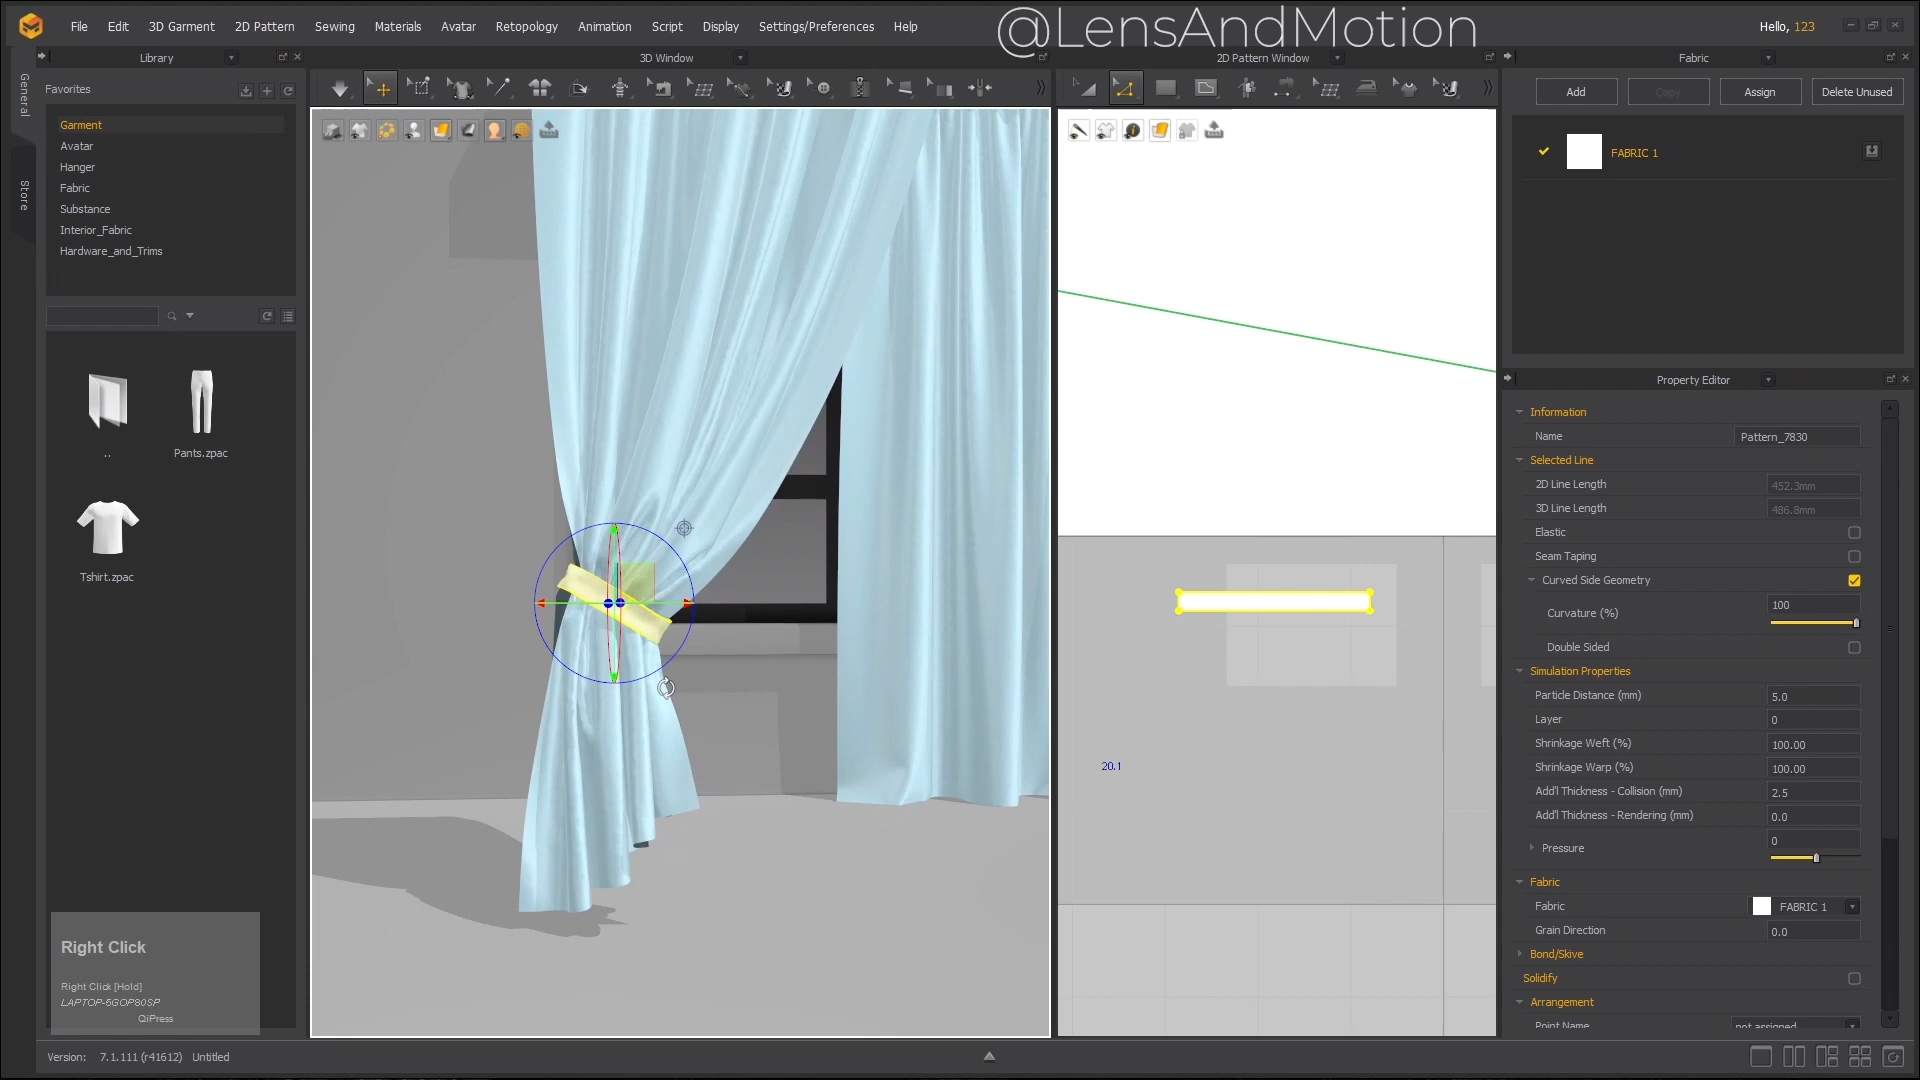 File Edit 3D Garment 2D Pattern Sewing Materials Avatar Retopology Animation Script Display Settings/Preferences Help
@LensAndMotion
Hello, 123
General
Store
Library
Favorites
Garment
Avatar
Hanger
Fabric
Substance
Interior_Fabric
Hardware_and_Trims
..
Pants.zpac
Tshirt.zpac
Right Click
Right Click [Hold]
LAPTOP-6GOP80SP
QiPress
3D Window
2D Pattern Window
20.1
Fabric
Add Copy Assign Delete Unused
FABRIC 1
Property Editor
Information
Name Pattern_7830
Selected Line
2D Line Length 452.3mm
3D Line Length 486.8mm
Elastic
Seam Taping
Curved Side Geometry
Curvature (%) 100
Double Sided
Simulation Properties
Particle Distance (mm) 5.0
Layer 0
Shrinkage Weft (%) 100.00
Shrinkage Warp (%) 100.00
Add'l Thickness - Collision (mm) 2.5
Add'l Thickness - Rendering (mm) 0.0
Pressure 0
Fabric
Fabric FABRIC 1
Grain Direction 0.0
Bond/Skive
Solidify
Arrangement
Point Name not assigned
Version: 7.1.111 (r41612) Untitled